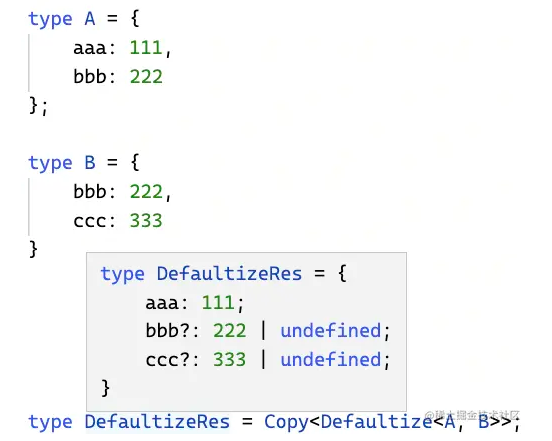 type A = {
    aaa: 111,
    bbb: 222
};
type B = {
    bbb: 222,
    ccc: 333
}
type DefaultizeRes = {
    aaa: 111;
    bbb?: 222 | undefined;
    ccc?: 333 | undefined;
}
@稀土掘金技术社区
type DefaultizeRes = Copy<Defaultize<A, B>>;